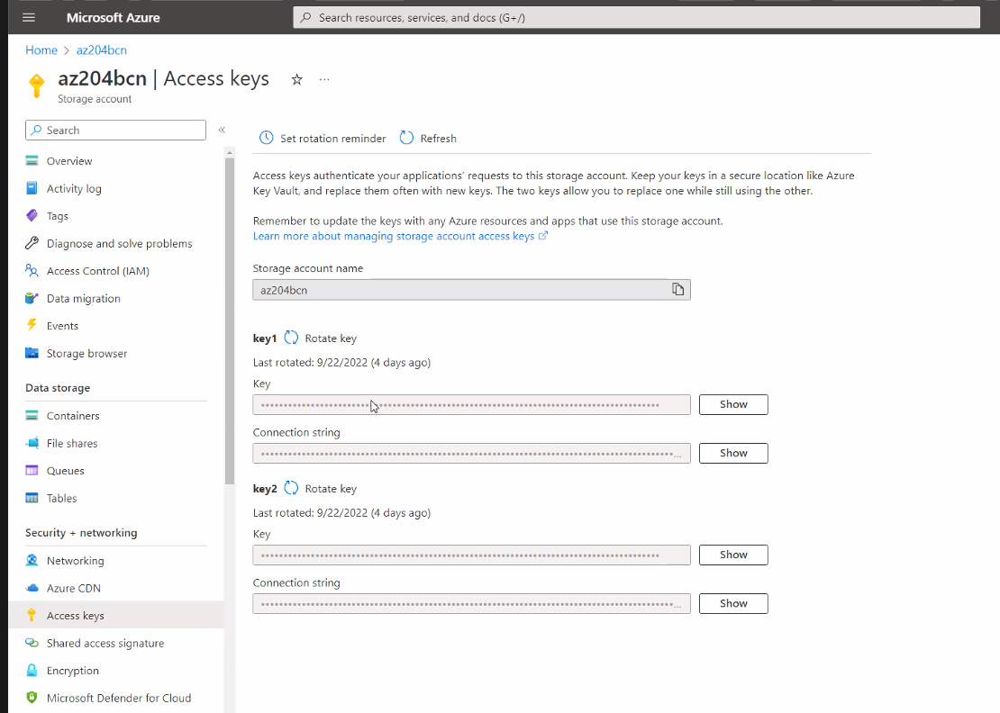 Microsoft Azure
Search resources, services, and docs (G+/)
Home > az204bcn
az204bcn | Access keys
...
Storage account
Search
«
Overview
Activity log
Tags
Diagnose and solve problems
Access Control (IAM)
Data migration
Events
Storage browser
Data storage
Containers
File shares
Queues
Tables
Security + networking
Networking
Azure CDN
Access keys
Shared access signature
Encryption
Microsoft Defender for Cloud
Set rotation reminder
Refresh
Access keys authenticate your applications' requests to this storage account. Keep your keys in a secure location like Azure
Key Vault, and replace them often with new keys. The two keys allow you to replace one while still using the other.
Remember to update the keys with any Azure resources and apps that use this storage account.
Learn more about managing storage account access keys
Storage account name
az204bcn
key1 Rotate key
Last rotated: 9/22/2022 (4 days ago)
Key
Show
Connection string
Show
key2 Rotate key
Last rotated: 9/22/2022 (4 days ago)
Key
Show
Connection string
Show